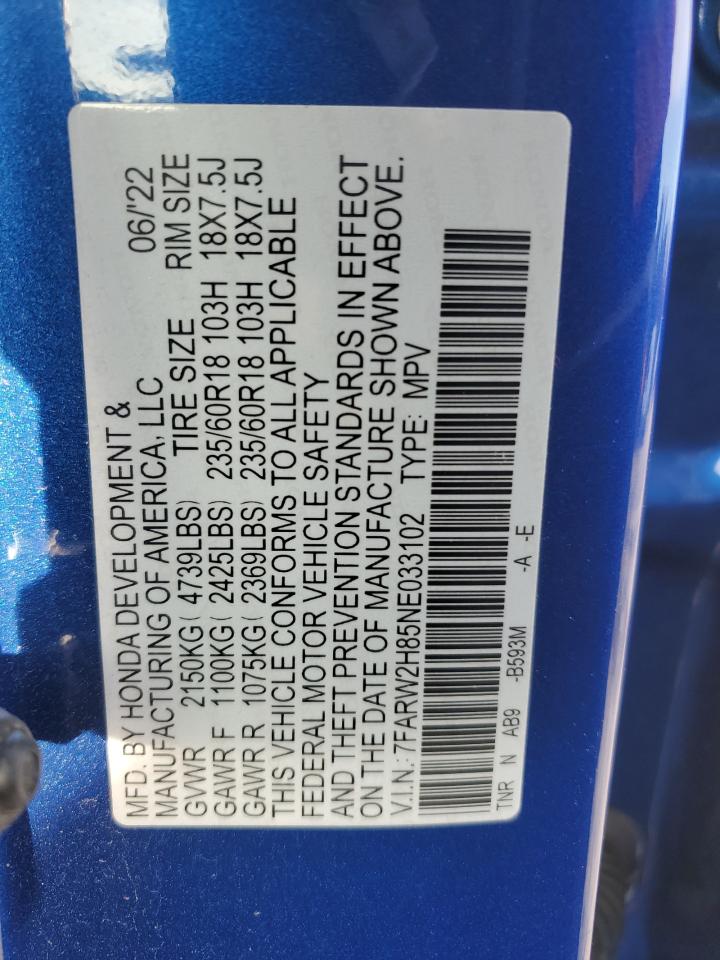 MFD. BY HONDA DEVELOPMENT & 06/'22
MANUFACTURING OF AMERICA, LLC
GVWR 2150KG( 4739LBS) TIRE SIZE RIM SIZE
GAWR F 1100KG( 2425LBS) 235/60R18 103H 18X7.5J
GAWR R 1075KG( 2369LBS) 235/60R18 103H 18X7.5J
THIS VEHICLE CONFORMS TO ALL APPLICABLE
FEDERAL MOTOR VEHICLE SAFETY
AND THEFT PREVENTION STANDARDS IN EFFECT
ON THE DATE OF MANUFACTURE SHOWN ABOVE.
V.I.N.: 7FARW2H85NE033102 TYPE: MPV
TNR N AB9 -B593M -A -E